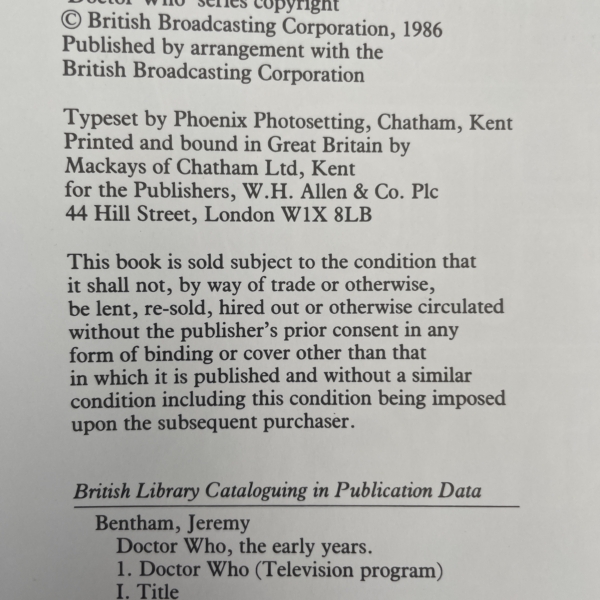 'Doctor Who' series copyright
© British Broadcasting Corporation, 1986
Published by arrangement with the
British Broadcasting Corporation
Typeset by Phoenix Photosetting, Chatham, Kent
Printed and bound in Great Britain by
Mackays of Chatham Ltd, Kent
for the Publishers, W.H. Allen & Co. Plc
44 Hill Street, London W1X 8LB
This book is sold subject to the condition that
it shall not, by way of trade or otherwise,
be lent, re-sold, hired out or otherwise circulated
without the publisher's prior consent in any
form of binding or cover other than that
in which it is published and without a similar
condition including this condition being imposed
upon the subsequent purchaser.
British Library Cataloguing in Publication Data
Bentham, Jeremy
Doctor Who, the early years.
1. Doctor Who (Television program)
I. Title